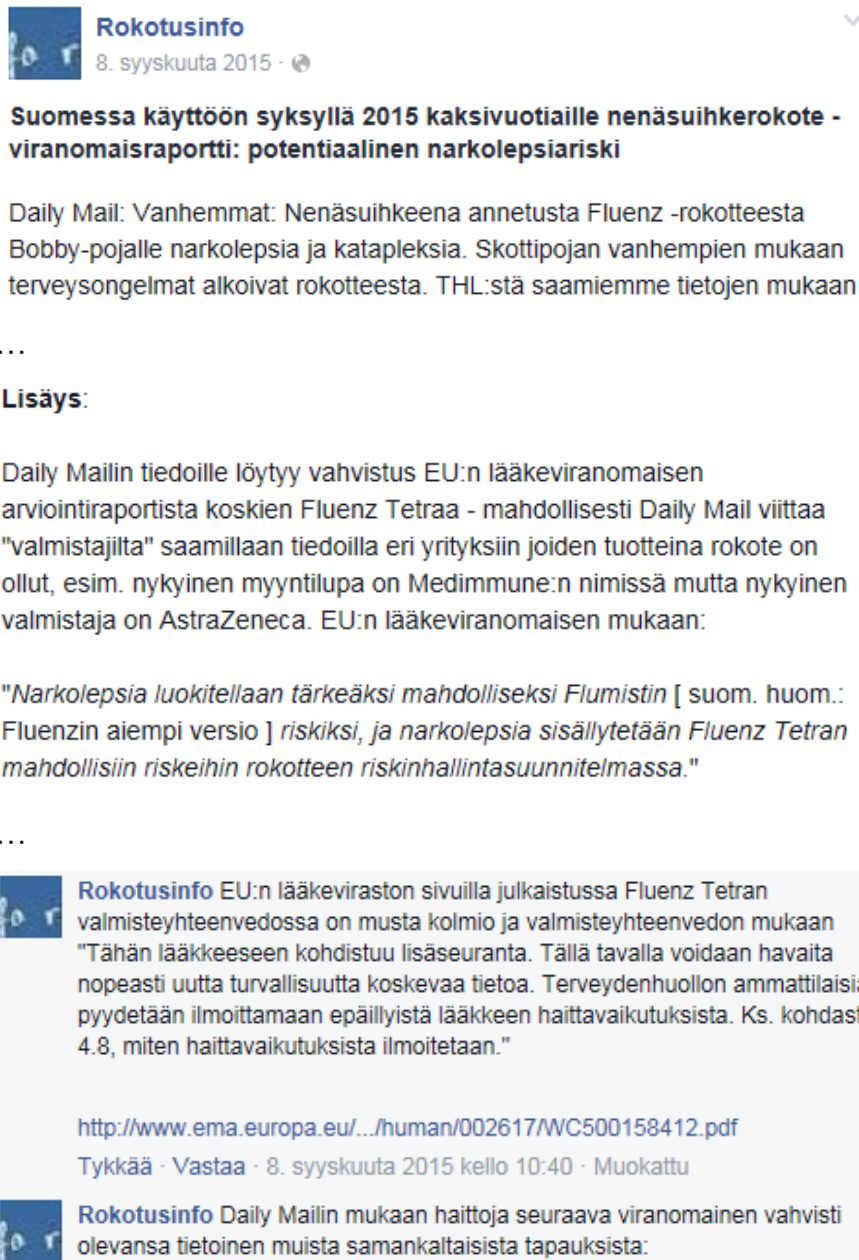 Rokotusinfo
8. syyskuuta 2015 ·
Suomessa käyttöön syksyllä 2015 kaksivuotiaille nenäsuihkerokote -
viranomaisraportti: potentiaalinen narkolepsiariski
Daily Mail: Vanhemmat: Nenäsuihkeena annetusta Fluenz -rokotteesta
Bobby-pojalle narkolepsia ja katapleksia. Skottipojan vanhempien mukaan
terveysongelmat alkoivat rokotteesta. THL:stä saamiemme tietojen mukaan
...
Lisäys:
Daily Mailin tiedoille löytyy vahvistus EU:n lääkeviranomaisen
arviointiraportista koskien Fluenz Tetraa - mahdollisesti Daily Mail viittaa
"valmistajilta" saamillaan tiedoilla eri yrityksiin joiden tuotteina rokote on
ollut, esim. nykyinen myyntilupa on Medimmune:n nimissä mutta nykyinen
valmistaja on AstraZeneca. EU:n lääkeviranomaisen mukaan:
"Narkolepsia luokitellaan tärkeäksi mahdolliseksi Flumistin [ suom. huom.:
Fluenzin aiempi versio ] riskiksi, ja narkolepsia sisällytetään Fluenz Tetran
mahdollisiin riskeihin rokotteen riskinhallintasuunnitelmassa."
...
Rokotusinfo EU:n lääkeviraston sivuilla julkaistussa Fluenz Tetran
valmisteyhteenvedossa on musta kolmio ja valmisteyhteenvedon mukaan
"Tähän lääkkeeseen kohdistuu lisäseuranta. Tällä tavalla voidaan havaita
nopeasti uutta turvallisuutta koskevaa tietoa. Terveydenhuollon ammattilaisia
pyydetään ilmoittamaan epäillyistä lääkkeen haittavaikutuksista. Ks. kohdast
4.8, miten haittavaikutuksista ilmoitetaan."
http://www.ema.europa.eu/.../human/002617/WC500158412.pdf
Tykkää · Vastaa · 8. syyskuuta 2015 kello 10:40 · Muokattu
Rokotusinfo Daily Mailin mukaan haittoja seuraava viranomainen vahvisti
olevansa tietoinen muista samankaltaisista tapauksista: